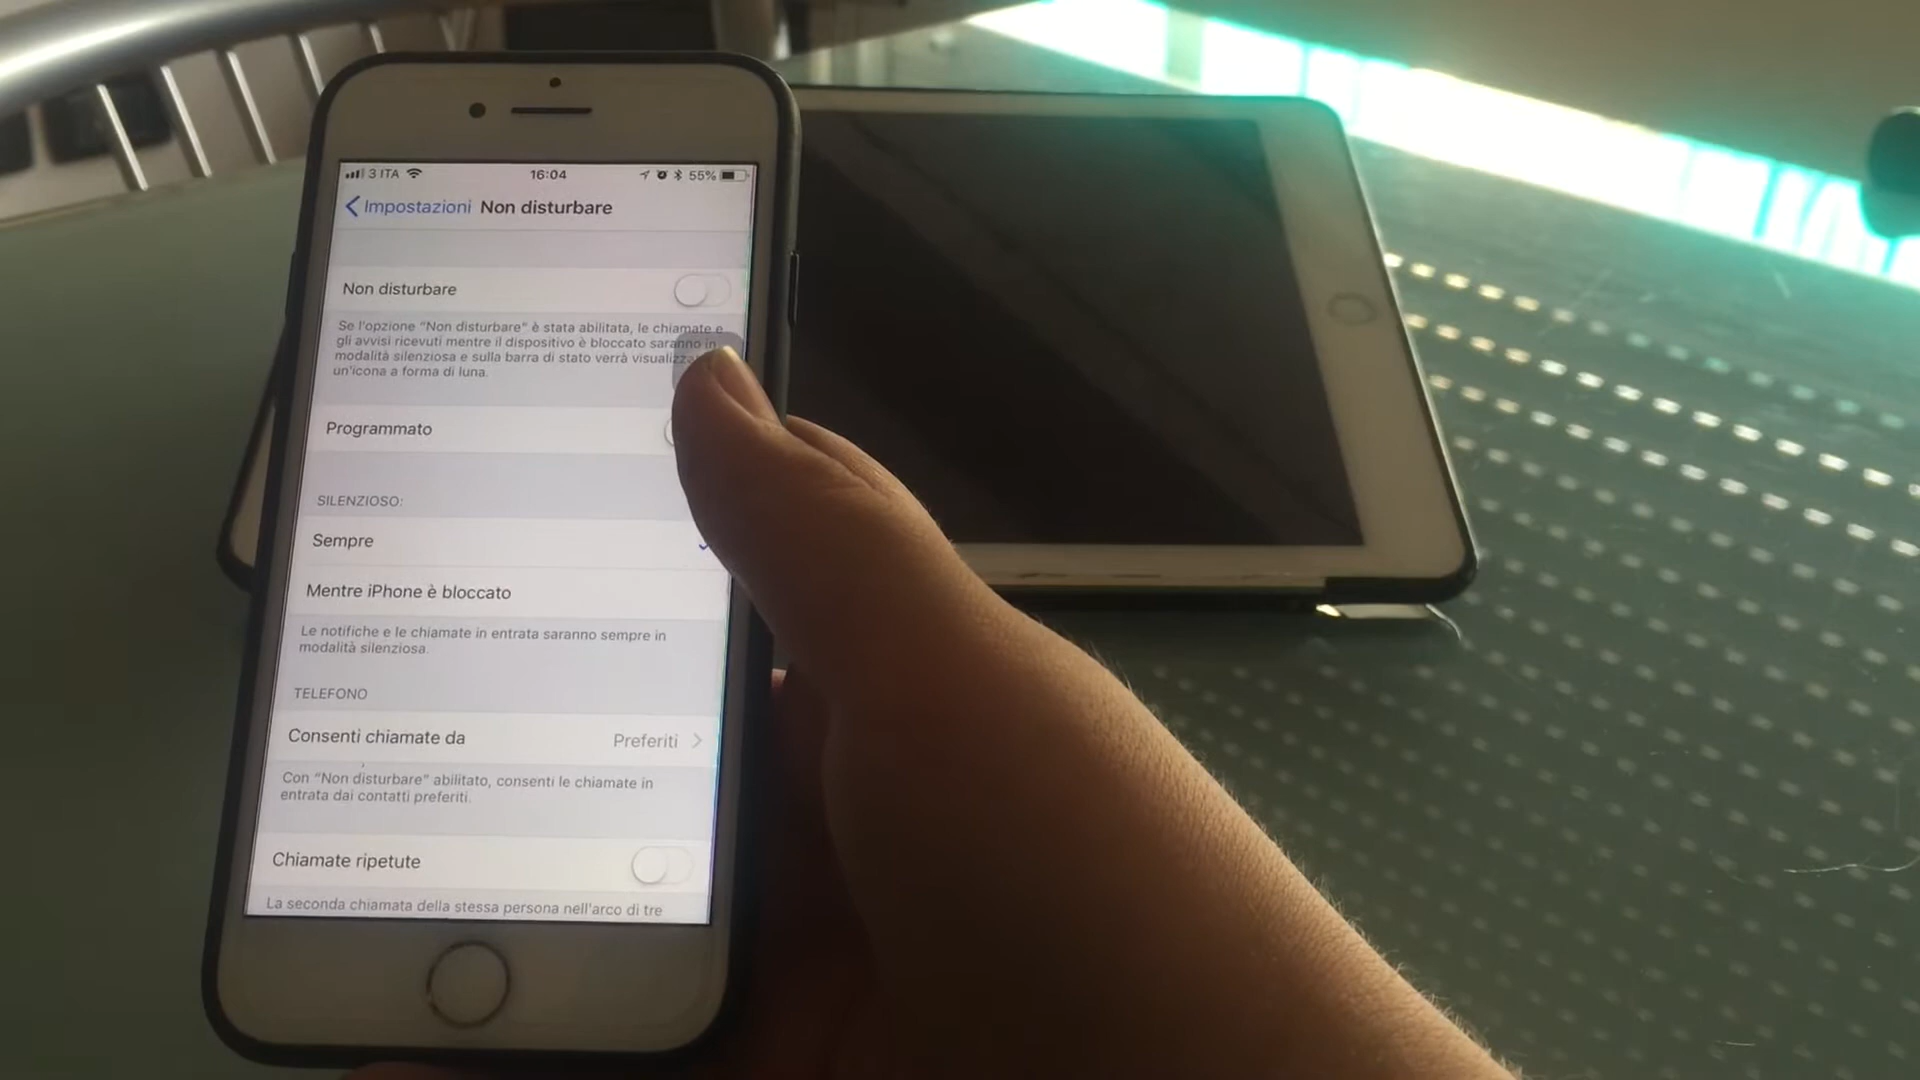 3 ITA 16:04 55%
Impostazioni Non disturbare
Non disturbare
Se l'opzione "Non disturbare" è stata abilitata, le chiamate e
gli avvisi ricevuti mentre il dispositivo è bloccato saranno in
modalità silenziosa e sulla barra di stato verrà
un'icona a forma di luna.
Programmato
SILENZIOSO:
Sempre
Mentre iPhone è bloccato
Le notifiche e le chiamate in entrata saranno sempre in
modalità silenziosa.
TELEFONO
Consenti chiamate da Preferiti
Con "Non disturbare" abilitato, consenti le chiamate in
entrata dai contatti preferiti.
Chiamate ripetute
La seconda chiamata della stessa persona nell'arco di tre